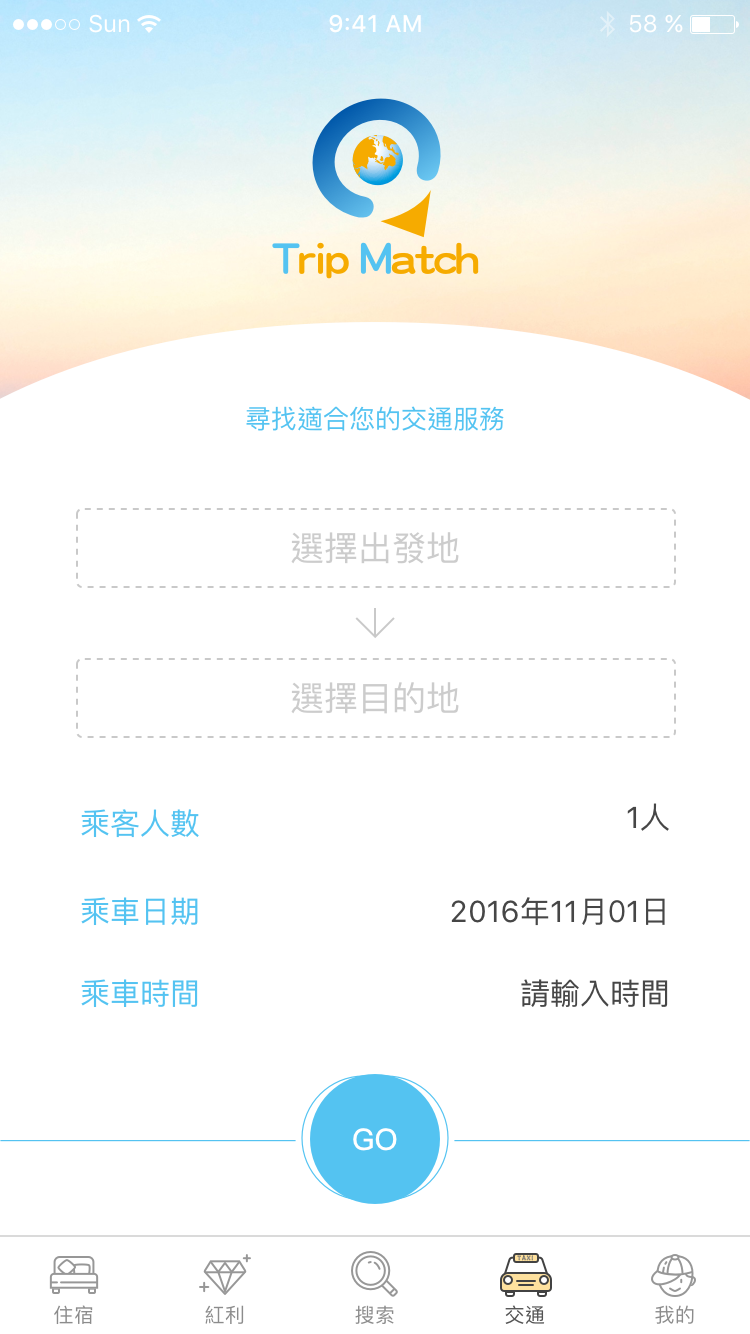 Sun 9:41 AM 58 %
Trip Match
尋找適合您的交通服務
選擇出發地
選擇目的地
乘客人數 1人
乘車日期 2016年11月01日
乘車時間 請輸入時間
GO
TAXI
住宿 紅利 搜索 交通 我的